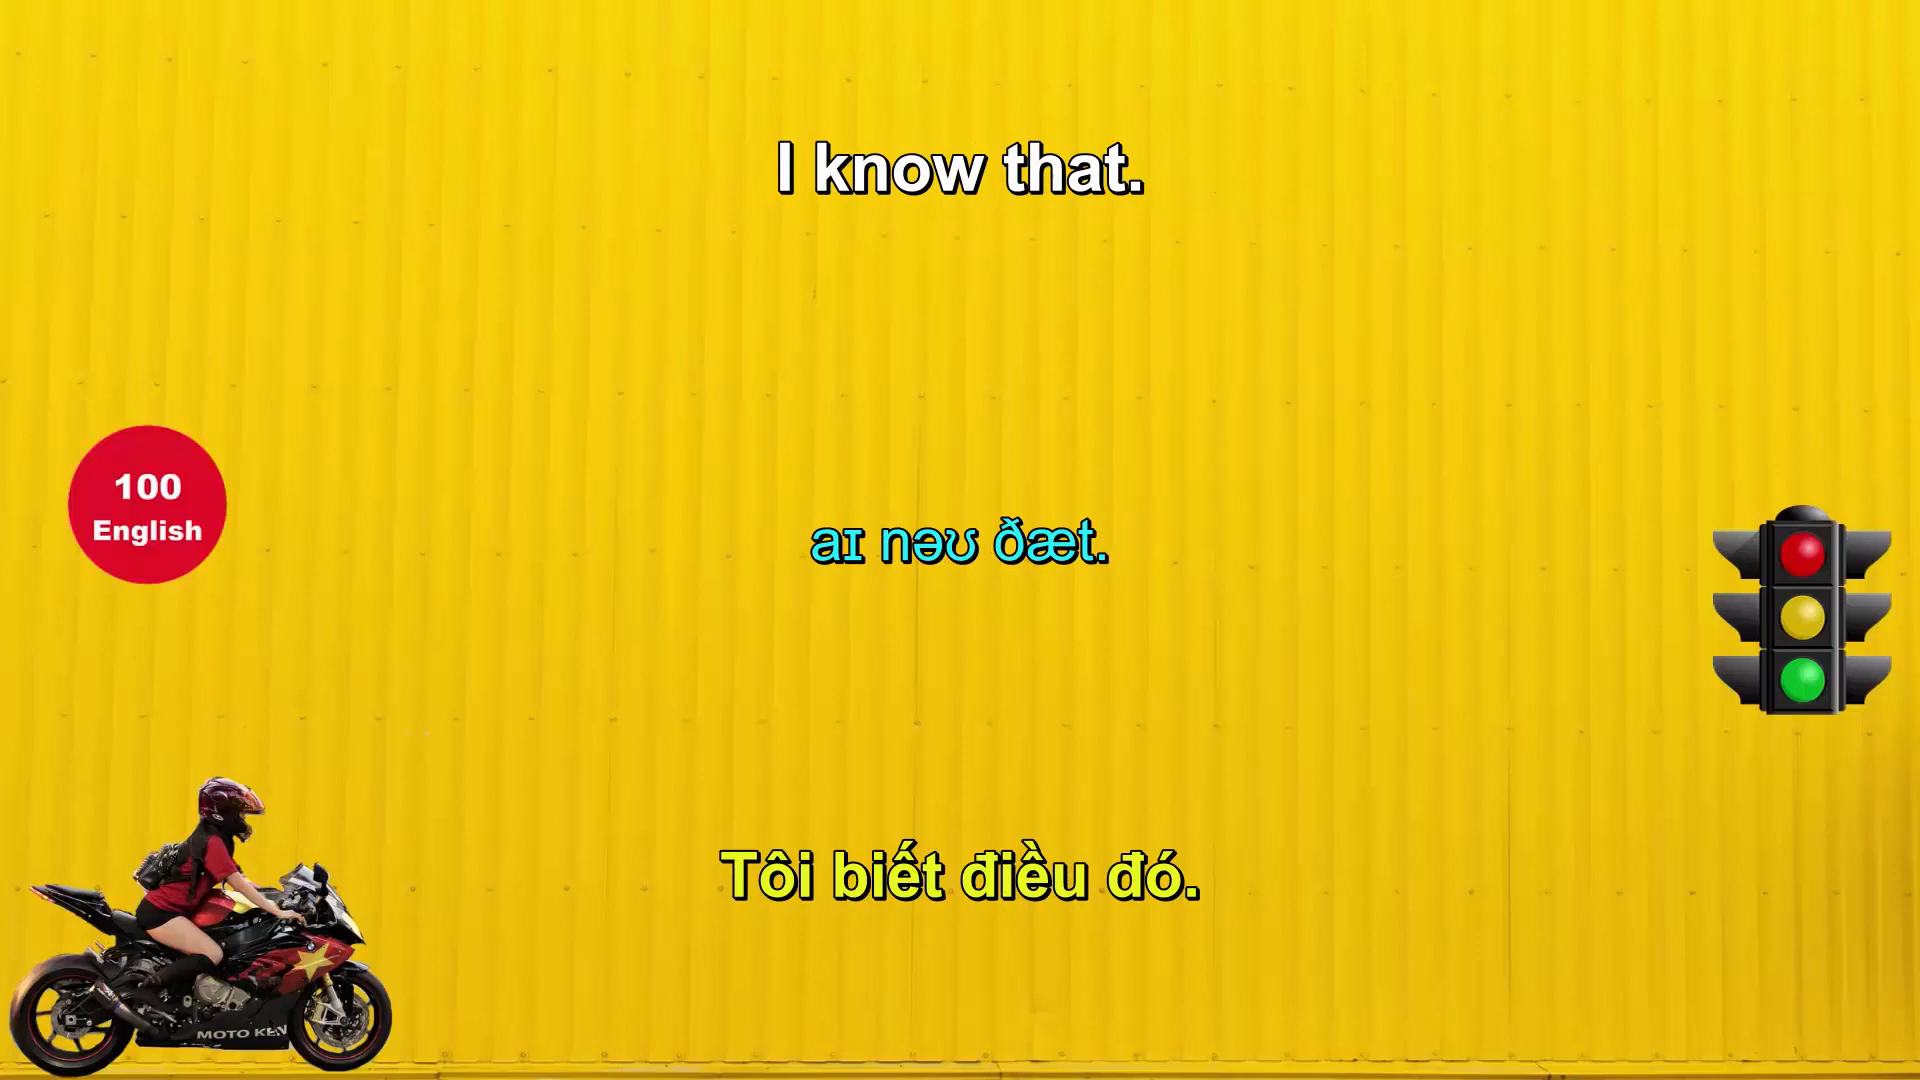 I know that.
100
English
aɪ nəʊ ðæt.
Tôi biết điều đó.
MOTO KEN